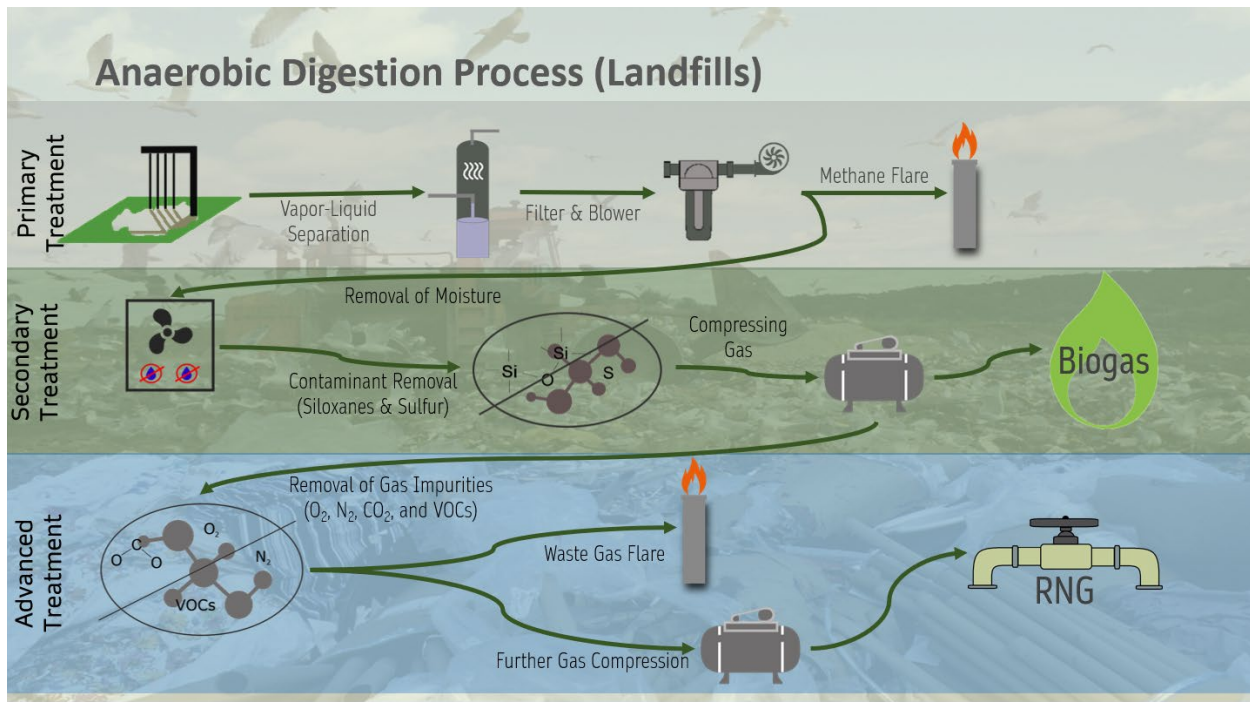 Anaerobic Digestion Process (Landfills)
Primary
Treatment
Vapor-Liquid
Separation
Filter & Blower
Methane Flare
Secondary
Treatment
Removal of Moisture
Contaminant Removal
(Siloxanes & Sulfur)
Si
Si
O
S
Compressing
Gas
Biogas
Advanced
Treatment
Removal of Gas Impurities
(O₂, N₂, CO₂, and VOCs)
O
C
O
O
O₂
N₂
VOCs
Waste Gas Flare
Further Gas Compression
RNG